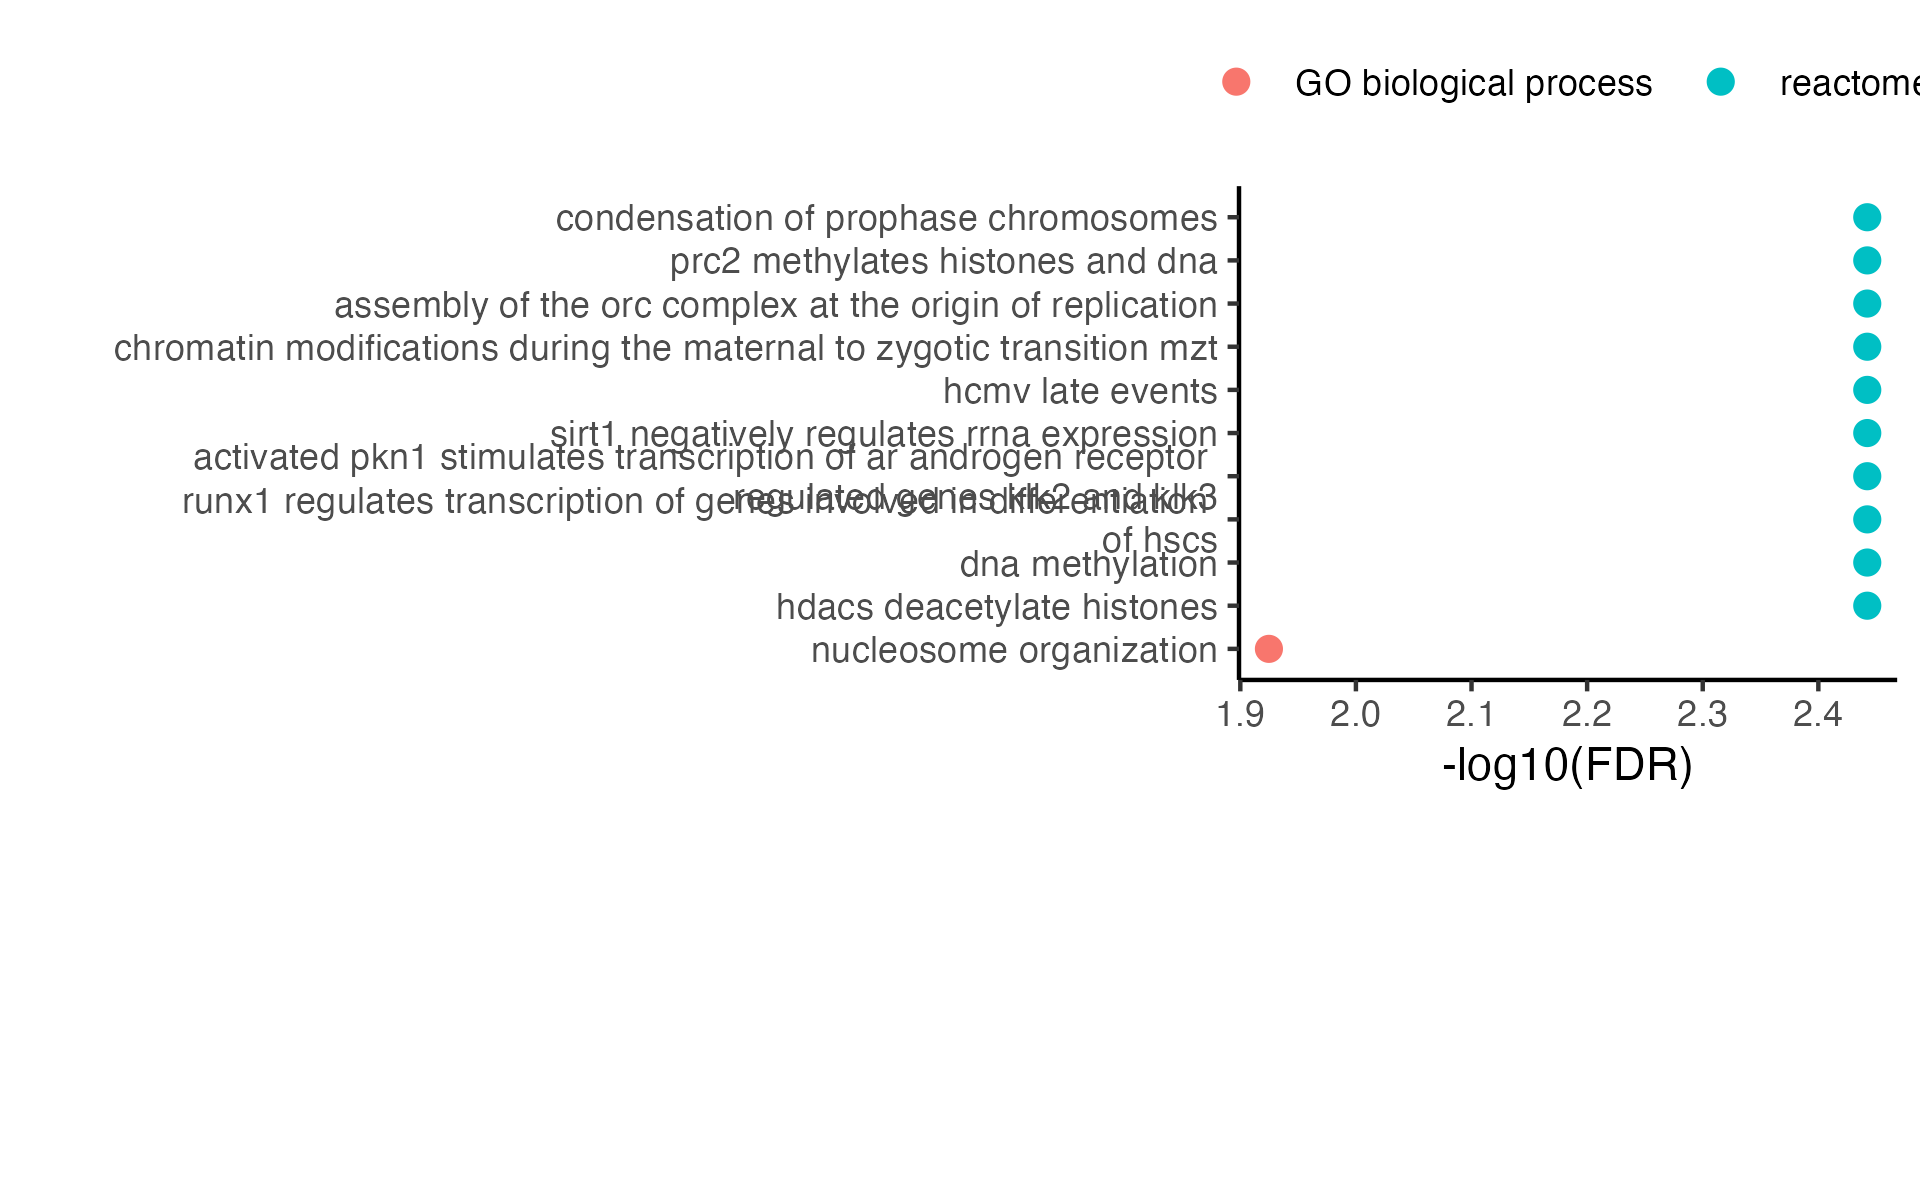 GO biological process reactome
condensation of prophase chromosomes
prc2 methylates histones and dna
assembly of the orc complex at the origin of replication
chromatin modifications during the maternal to zygotic transition mzt
hcmv late events
sirt1 negatively regulates rrna expression
activated pkn1 stimulates transcription of ar androgen receptor
regulated genes klk2 and klk3
runx1 regulates transcription of genes involved in differentiation
of hscs
dna methylation
hdacs deacetylate histones
nucleosome organization
1.9 2.0 2.1 2.2 2.3 2.4
-log10(FDR)